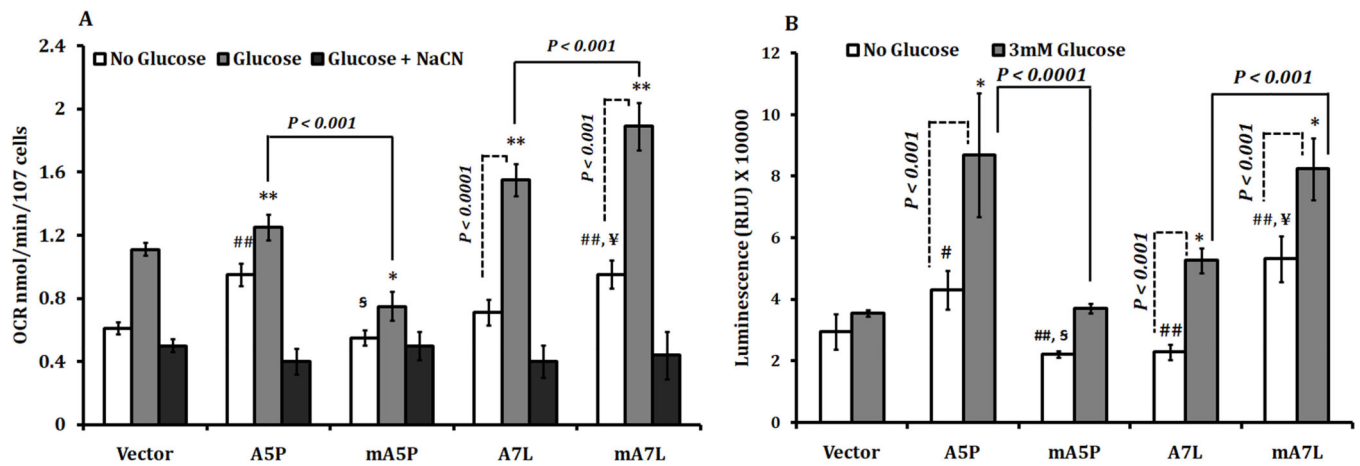 A
OCR nmol/min/107 cells
2.4
2
1.6
1.2
0.8
0.4
0
No Glucose Glucose Glucose + NaCN
P < 0.001
P < 0.001
P < 0.0001
P < 0.001
##
**
§
*
**
##, ¥
**
Vector A5P mA5P A7L mA7L
B
Luminescence (RLU) X 10000
12
10
8
6
4
2
0
No Glucose 3mM Glucose
P < 0.0001
P < 0.001
P < 0.001
P < 0.001
P < 0.001
#
*
##, §
##
*
##, ¥
*
Vector A5P mA5P A7L mA7L